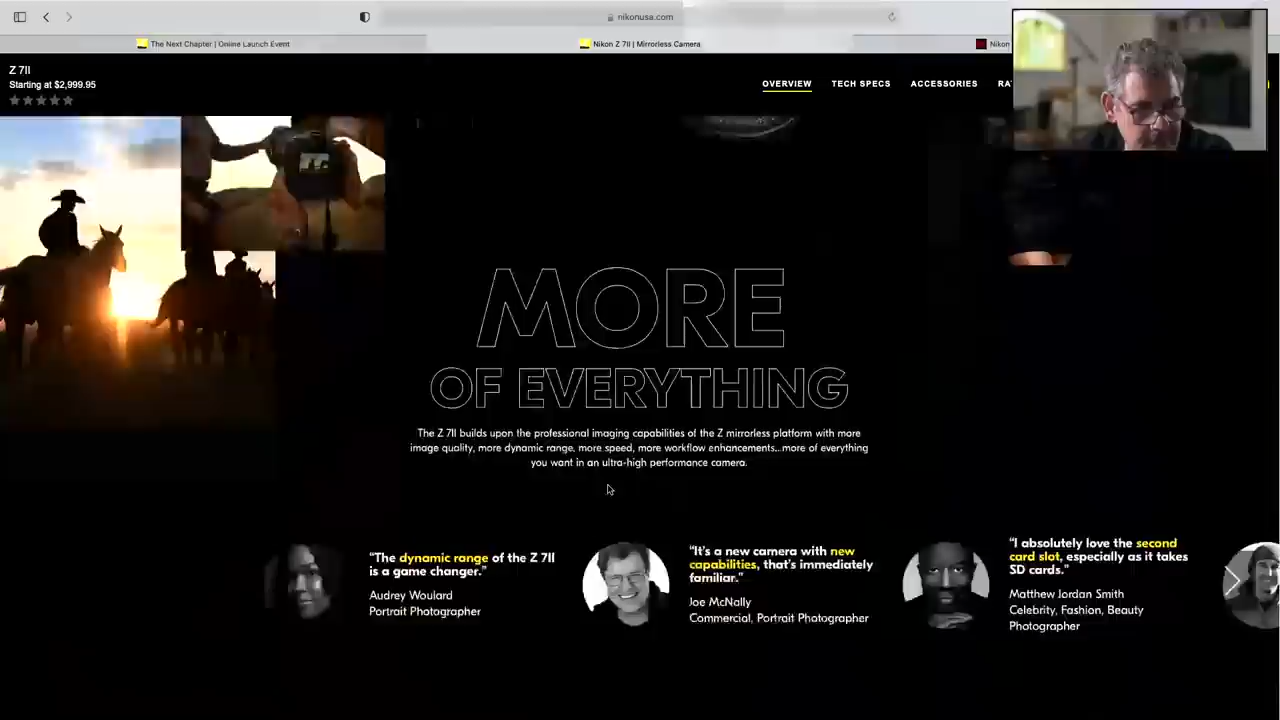 nikonusa.com
The Next Chapter | Online Launch Event
Nikon Z 7II | Mirrorless Camera
Nikon
Z 7II
Starting at $2,999.95
OVERVIEW
TECH SPECS
ACCESSORIES
MORE
OF EVERYTHING
The Z 7II builds upon the professional imaging capabilities of the Z mirrorless platform with more
image quality, more dynamic range, more speed, more workflow enhancements...more of everything
you want in an ultra-high performance camera.
“The dynamic range of the Z 7II
is a game changer.”
Audrey Woulard
Portrait Photographer
“It's a new camera with new
capabilities, that's immediately
familiar.”
Joe McNally
Commercial, Portrait Photographer
“I absolutely love the second
card slot, especially as it takes
SD cards.”
Matthew Jordan Smith
Celebrity, Fashion, Beauty
Photographer